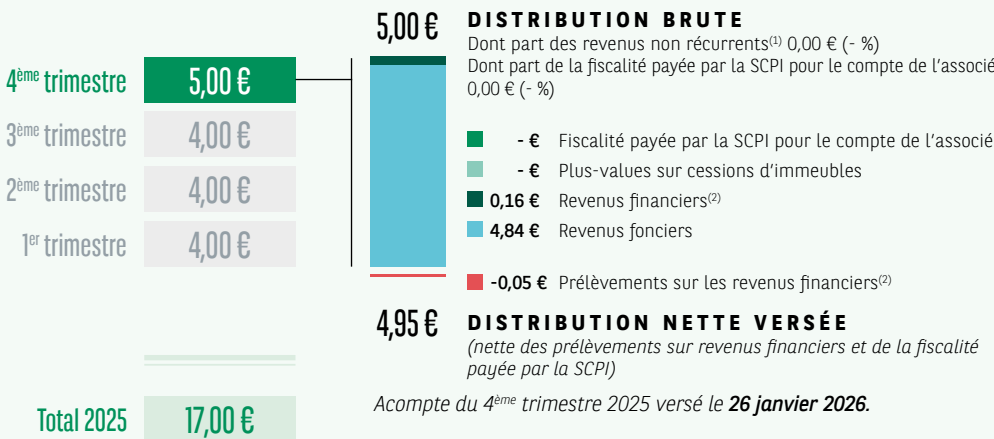 4ème trimestre 5,00 €
3ème trimestre 4,00 €
2ème trimestre 4,00 €
1er trimestre 4,00 €
Total 2025 17,00 €
5,00 € DISTRIBUTION BRUTE
Dont part des revenus non récurrents(1) 0,00 € (- %)
Dont part de la fiscalité payée par la SCPI pour le compte de l'associé
0,00 € (- %)
- € Fiscalité payée par la SCPI pour le compte de l'associé
- € Plus-values sur cessions d'immeubles
0,16 € Revenus financiers(2)
4,84 € Revenus fonciers
-0,05 € Prélèvements sur les revenus financiers(2)
4,95 € DISTRIBUTION NETTE VERSÉE
(nette des prélèvements sur revenus financiers et de la fiscalité
payée par la SCPI)
Acompte du 4ème trimestre 2025 versé le 26 janvier 2026.